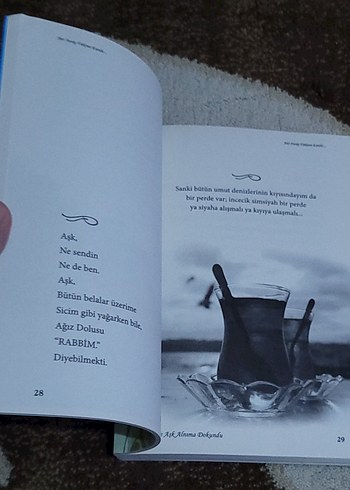 Aşk,
Ne sendin
Ne de ben.
Aşk,
Bütün belalar üzerime
Sicim gibi yağarken bile,
Ağız Dolusu
"RABBİM."
Diyebilmekti.
28
Sanki bütün umut denizlerinin kıyısındayım da
bir perde var; incecik simsiyah bir perde
ya siyaha alışmalı ya kıyıya ulaşmalı...
Aşk Alnıma Dokundu
29